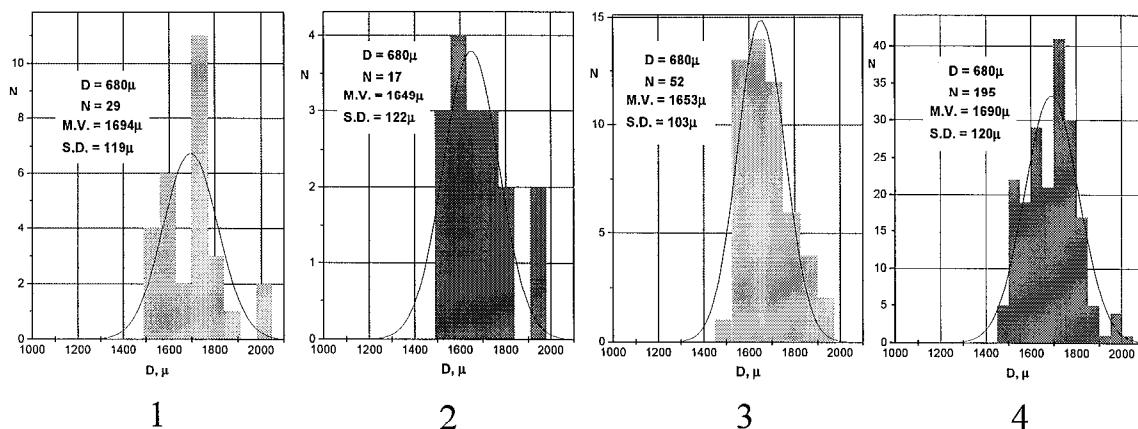 D = 680µ
N = 29
M.V. = 1694µ
S.D. = 119µ
N
10
8
6
4
2
0
1000 1200 1400 1600 1800 2000
D, µ
1
D = 680µ
N = 17
M.V. = 1649µ
S.D. = 122µ
N
4
3
2
1
0
1000 1200 1400 1600 1800 2000
D, µ
2
D = 680µ
N = 52
M.V. = 1653µ
S.D. = 103µ
N
15
10
5
0
1000 1200 1400 1600 1800 2000
D, µ
3
D = 680µ
N = 195
M.V. = 1690µ
S.D. = 120µ
N
40
35
30
25
20
15
10
5
0
1000 1200 1400 1600 1800 2000
D, µ
4